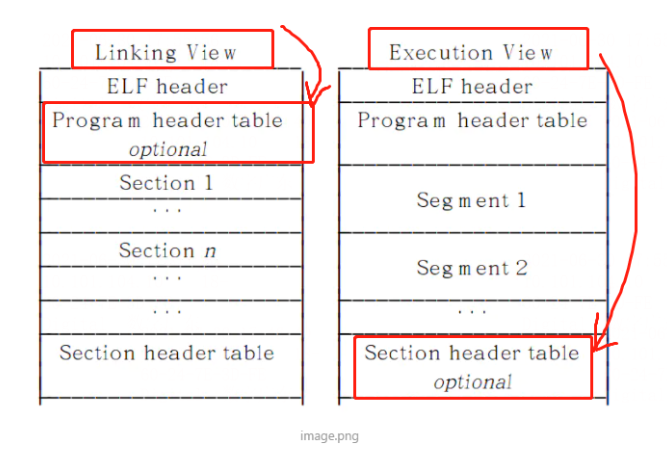 Linking View
ELF header
Program header table
optional
Section 1
. . .
Section n
. . .
. . .
Section header table
Execution View
ELF header
Program header table
Segment 1
Segment 2
. . .
Section header table
optional
image.png